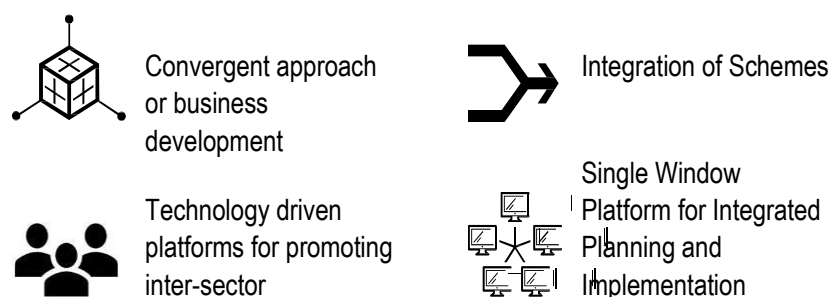 Convergent approach
or business
development
Integration of Schemes
Technology driven
platforms for promoting
inter-sector
Single Window
Platform for Integrated
Planning and
Implementation